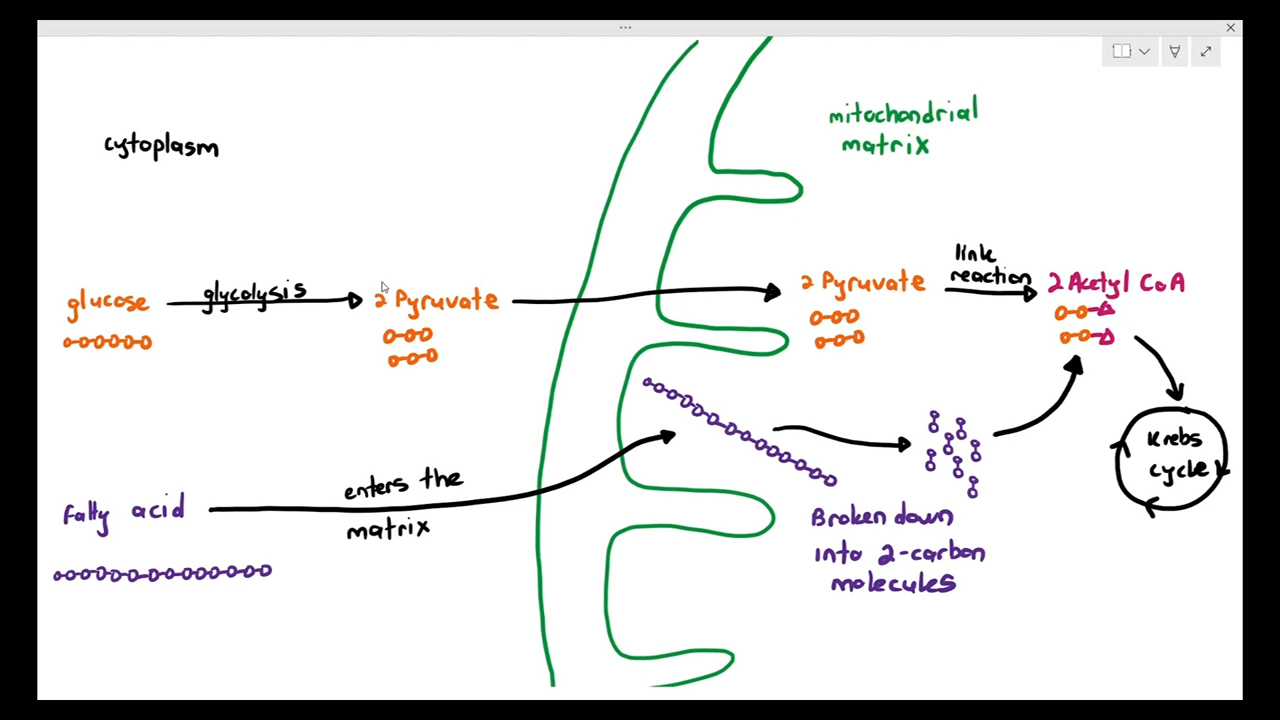 cytoplasm
mitochondrial
matrix
glucose
glycolysis
2 Pyruvate
2 Pyruvate
link
reaction
2 Acetyl CoA
Krebs
cycle
Fatty acid
enters the
matrix
Broken down
into 2-carbon
molecules